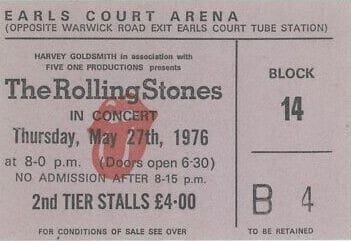 EARLS COURT ARENA
(OPPOSITE WARWICK ROAD EXIT EARLS COURT TUBE STATION)
HARVEY GOLDSMITH in association with
FIVE ONE PRODUCTIONS presents
The Rolling Stones
IN CONCERT
Thursday, May 27th, 1976
at 8-0 p.m. (Doors open 6·30)
NO ADMISSION AFTER 8-15 p.m.
2nd TIER STALLS £4·00
FOR CONDITIONS OF SALE SEE OVER
BLOCK
14
B 4
TO BE RETAINED